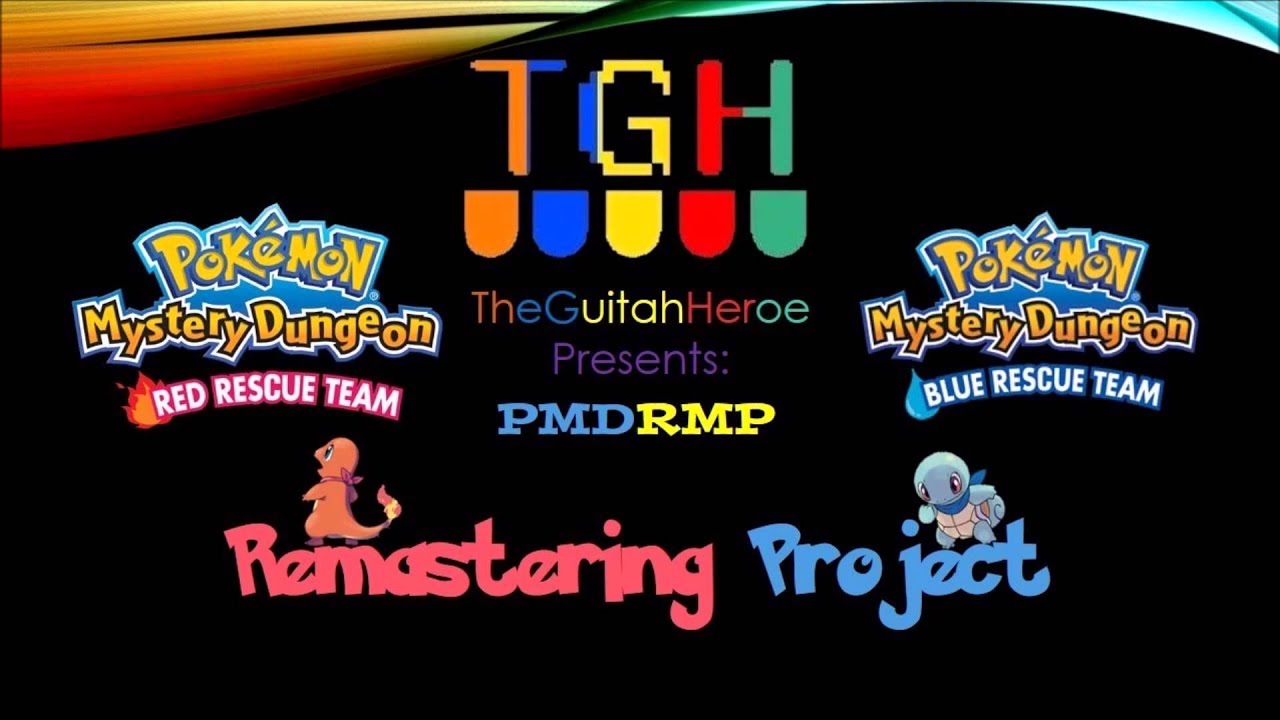 TGH
POKéMON
Mystery Dungeon
RED RESCUE TEAM
TheGuitahHeroe
Presents:
PMDRMP
POKéMON
Mystery Dungeon
BLUE RESCUE TEAM
Remastering Project